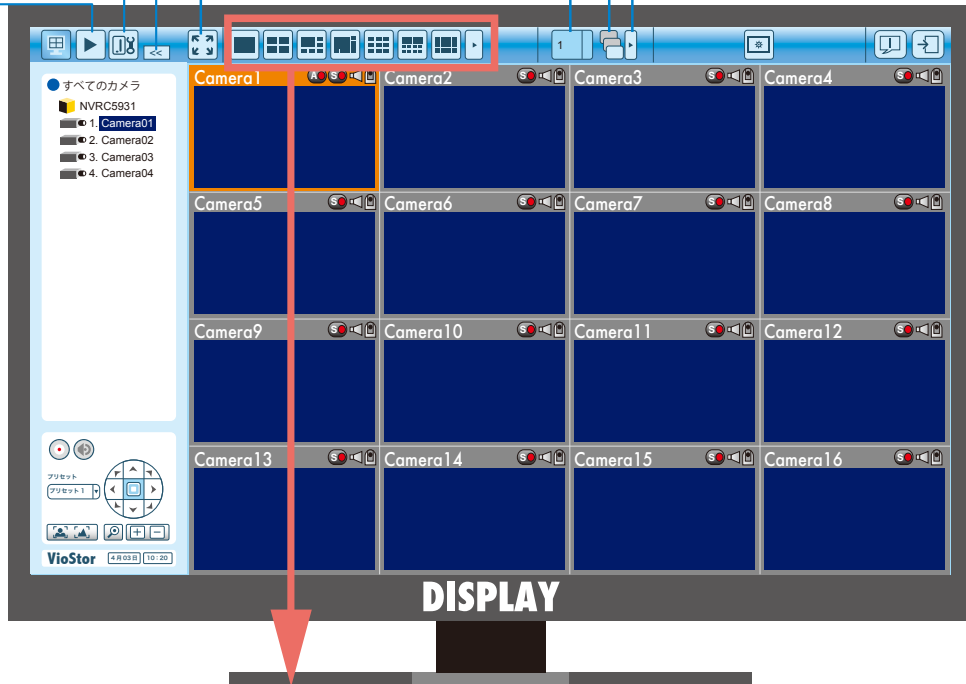 <<
1
すべてのカメラ
NVRC5931
1. Camera01
2. Camera02
3. Camera03
4. Camera04
Camera1 A S
Camera2 S
Camera3 S
Camera4 S
Camera5 S
Camera6 S
Camera7 S
Camera8 S
Camera9 S
Camera10 S
Camera11 S
Camera12 S
Camera13 S
Camera14 S
Camera15 S
Camera16 S
プリセット
プリセット1
VioStor 4月03日 10:20
DISPLAY